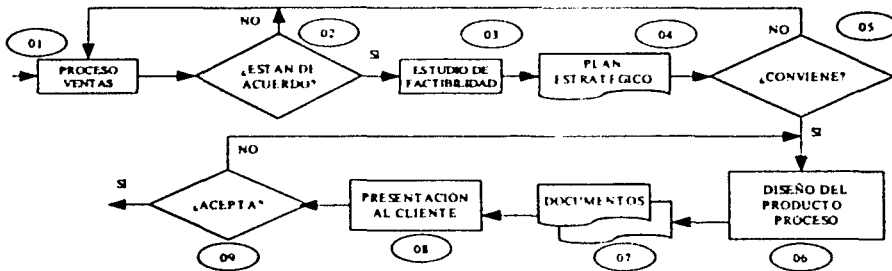 NO
NO
01
02
03
04
05
PROCESO
VENTAS
¿ESTAN DE
ACUERDO?
SI
ESTUDIO DE
FACTIBILIDAD
PLAN
ESTRATEGICO
¿CONVIENE?
SI
NO
SI
¿ACEPTA?
PRESENTACIÓN
AL CLIENTE
DOCUMENTOS
DISEÑO DEL
PRODUCTO
PROCESO
09
08
07
06